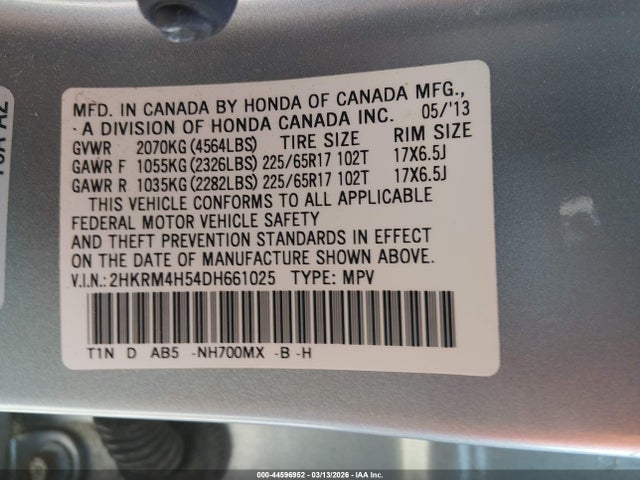 MFD. IN CANADA BY HONDA OF CANADA MFG.,
A DIVISION OF HONDA CANADA INC. 05/'13
GVWR 2070KG (4564LBS) TIRE SIZE RIM SIZE
GAWR F 1055KG (2326LBS) 225/65R17 102T 17X6.5J
GAWR R 1035KG (2282LBS) 225/65R17 102T 17X6.5J
THIS VEHICLE CONFORMS TO ALL APPLICABLE
FEDERAL MOTOR VEHICLE SAFETY
AND THEFT PREVENTION STANDARDS IN EFFECT
ON THE DATE OF MANUFACTURE SHOWN ABOVE.
V.I.N.: 2HKRM4H54DH661025 TYPE: MPV
T1N D AB5 -NH700MX -B -H
000-44596952 | 03/13/2026 - © IAA, Inc.